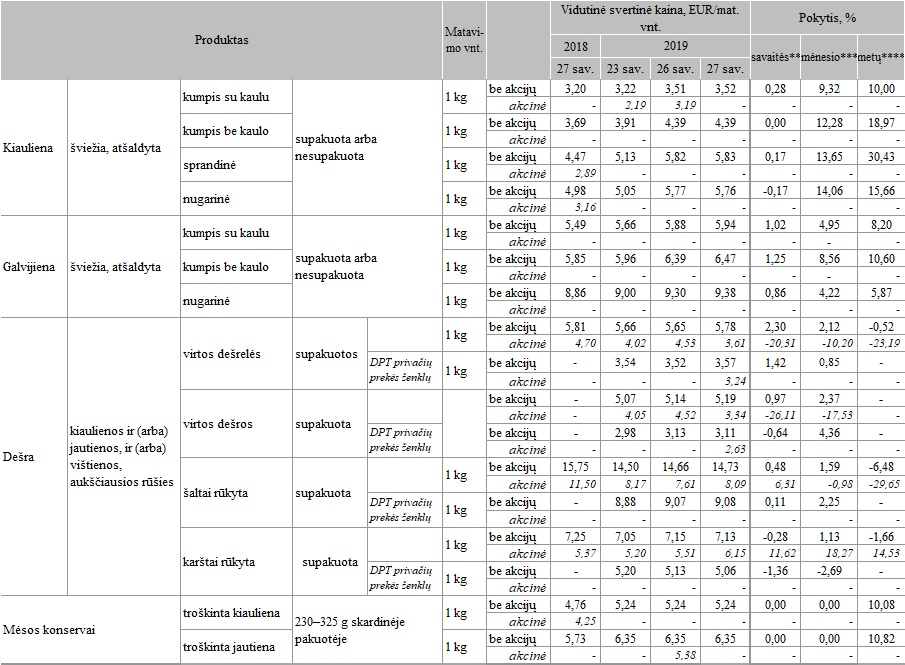 Produktas Matavi-
mo vnt. Vidutinė svertinė kaina, EUR/mat.
vnt. Pokytis, %
2018 2019 savaitės** mėnesio*** metų****
27 sav. 23 sav. 26 sav. 27 sav.
Kiauliena šviežia, atšaldyta supakuota arba
nesupakuota
kumpis su kaulu 1 kg be akcijų 3,20 3,22 3,51 3,52 0,28 9,32 10,00
akcinė - 2,19 3,19 - - - -
kumpis be kaulo 1 kg be akcijų 3,69 3,91 4,39 4,39 0,00 12,28 18,97
akcinė - - - - - - -
sprandinė 1 kg be akcijų 4,47 5,13 5,82 5,83 0,17 13,65 30,43
akcinė 2,89 - - - - - -
nugarinė 1 kg be akcijų 4,98 5,05 5,77 5,76 -0,17 14,06 15,66
akcinė 3,16 - - - - - -
Galvijiena šviežia, atšaldyta supakuota arba
nesupakuota
kumpis su kaulu 1 kg be akcijų 5,49 5,66 5,88 5,94 1,02 4,95 8,20
akcinė - - - - - - -
kumpis be kaulo 1 kg be akcijų 5,85 5,96 6,39 6,47 1,25 8,56 10,60
akcinė - - - - - - -
nugarinė 1 kg be akcijų 8,86 9,00 9,30 9,38 0,86 4,22 5,87
akcinė - - - - - - -
Dešra kiaulienos ir (arba)
jautienos, ir (arba)
vištienos,
aukščiausios rūšies
virtos dešrelės supakuotos 1 kg be akcijų 5,81 5,66 5,65 5,78 2,30 2,12 -0,52
akcinė 4,70 4,02 4,53 3,61 -20,31 -10,20 -23,19
DPT privačių
prekės ženklų 1 kg be akcijų - 3,54 3,52 3,57 1,42 0,85 -
akcinė - - - 3,24 - - -
virtos dešros supakuota be akcijų - 5,07 5,14 5,19 0,97 2,37 -
akcinė - 4,05 4,52 3,34 -26,11 -17,53 -
DPT privačių
prekės ženklų be akcijų - 2,98 3,13 3,11 -0,64 4,36 -
akcinė - - - 2,63 - - -
šaltai rūkyta supakuota 1 kg be akcijų 15,75 14,50 14,66 14,73 0,48 1,59 -6,48
akcinė 11,50 8,17 7,61 8,09 6,31 -0,98 -29,65
DPT privačių
prekės ženklų 1 kg be akcijų - 8,88 9,07 9,08 0,11 2,25 -
akcinė - - - - - - -
karštai rūkyta supakuota 1 kg be akcijų 7,25 7,05 7,15 7,13 -0,28 1,13 -1,66
akcinė 5,37 5,20 5,51 6,15 11,62 18,27 14,53
DPT privačių
prekės ženklų 1 kg be akcijų - 5,20 5,13 5,06 -1,36 -2,69 -
akcinė - - - - - - -
Mėsos konservai 230–325 g skardinėje
pakuotėje
troškinta kiauliena 1 kg be akcijų 4,76 5,24 5,24 5,24 0,00 0,00 10,08
akcinė 4,25 - - - - - -
troškinta jautiena 1 kg be akcijų 5,73 6,35 6,35 6,35 0,00 0,00 10,82
akcinė - - 5,38 - - - -